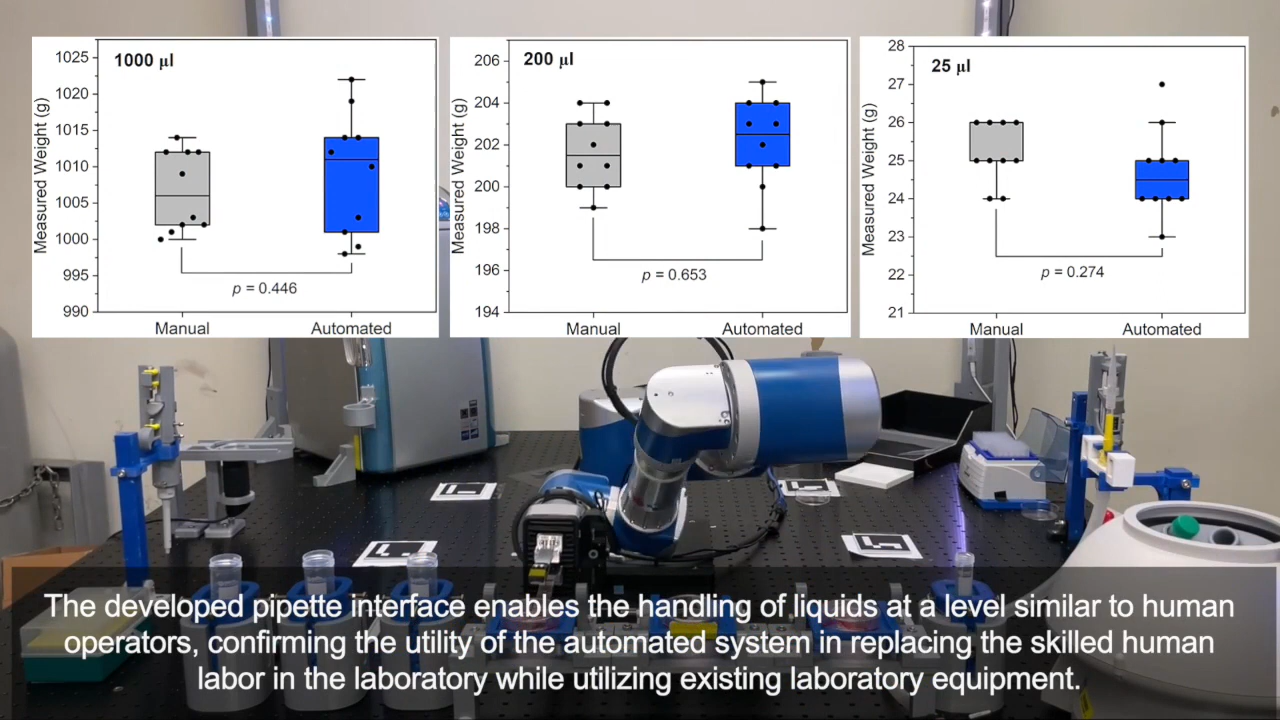 1000 µl
Measured Weight (g)
1025
1020
1015
1010
1005
1000
995
990
p = 0.446
Manual Automated
200 µl
Measured Weight (g)
206
204
202
200
198
196
194
p = 0.653
Manual Automated
25 µl
Measured Weight (g)
28
27
26
25
24
23
22
21
p = 0.274
Manual Automated
The developed pipette interface enables the handling of liquids at a level similar to human
operators, confirming the utility of the automated system in replacing the skilled human
labor in the laboratory while utilizing existing laboratory equipment.